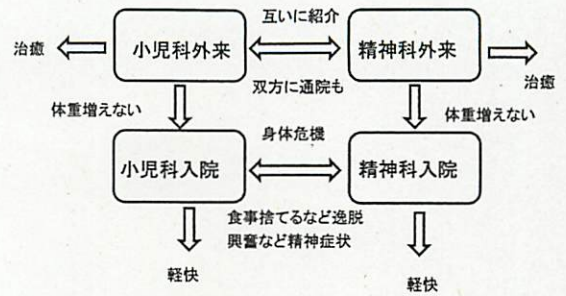 互いに紹介
治癒
小児科外来
精神科外来
双方に通院も
治癒
体重増えない
体重増えない
身体危機
小児科入院
精神科入院
食事捨てるなど逸脱
興奮など精神症状
軽快
軽快